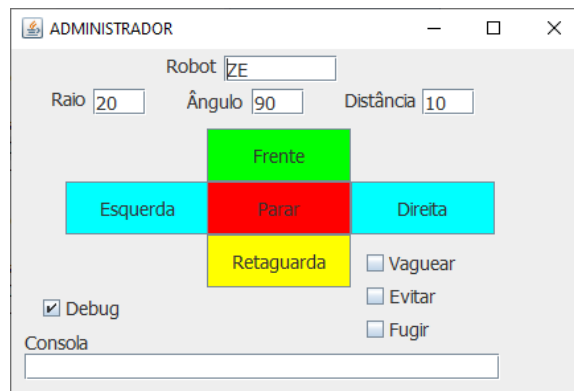 ADMINISTRADOR
Robot ZE
Raio 20 Ângulo 90 Distância 10
Frente
Esquerda Parar Direita
Retaguarda
Vaguear
Evitar
Debug
Fugir
Consola